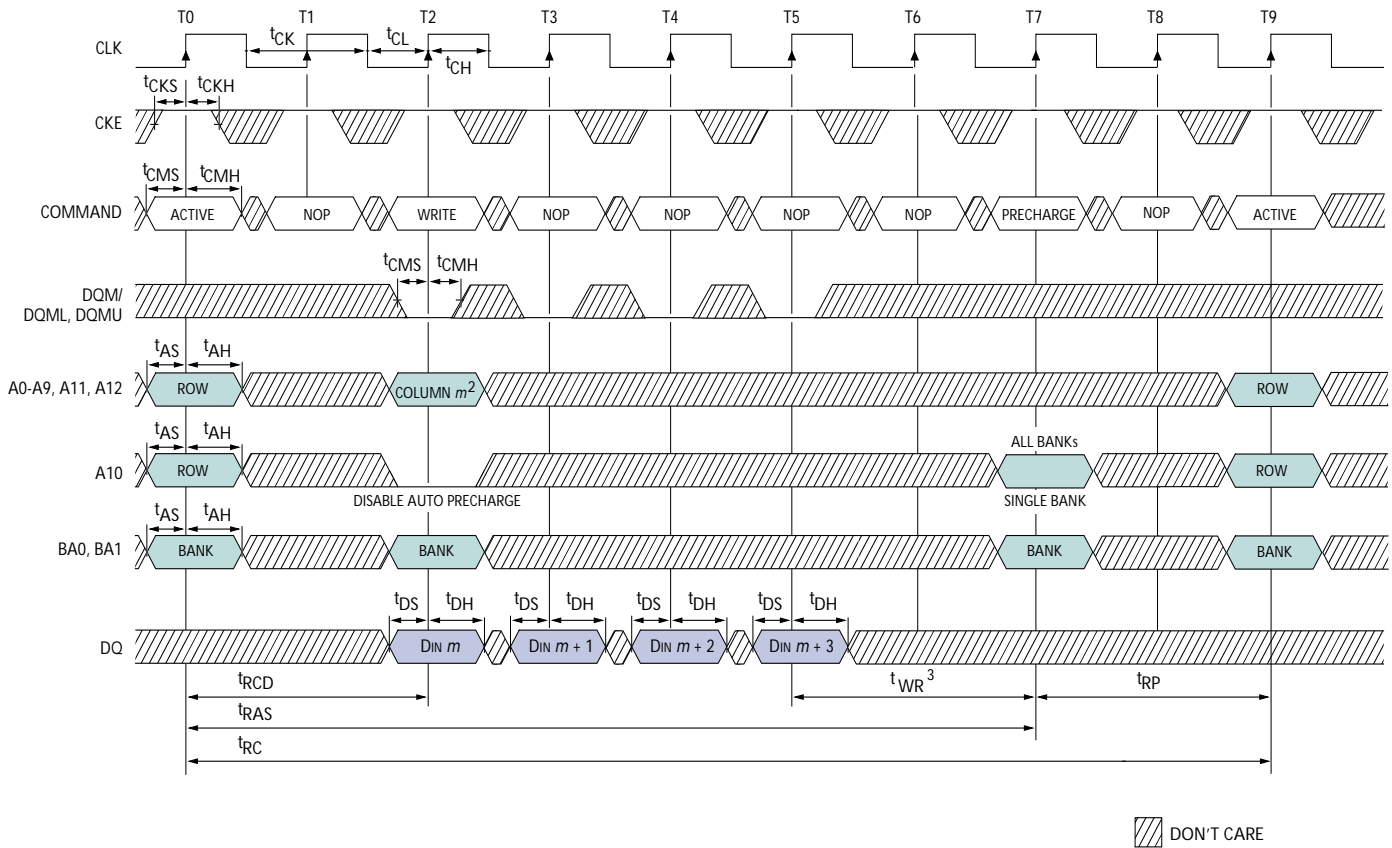 T0 T1 T2 T3 T4 T5 T6 T7 T8 T9
CLK
tCK tCL
tCH
tCKS tCKH
CKE
tCMS tCMH
COMMAND ACTIVE NOP WRITE NOP NOP NOP NOP PRECHARGE NOP ACTIVE
tCMS tCMH
DQM/
DQML, DQMU
tAS tAH
A0-A9, A11, A12 ROW COLUMN m2 ROW
tAS tAH
ALL BANKs
A10 ROW ROW
DISABLE AUTO PRECHARGE SINGLE BANK
tAS tAH
BA0, BA1 BANK BANK BANK BANK
tDS tDH tDS tDH tDS tDH tDS tDH
DQ DIN m DIN m + 1 DIN m + 2 DIN m + 3
tRCD tWR3 tRP
tRAS
tRC
DON'T CARE